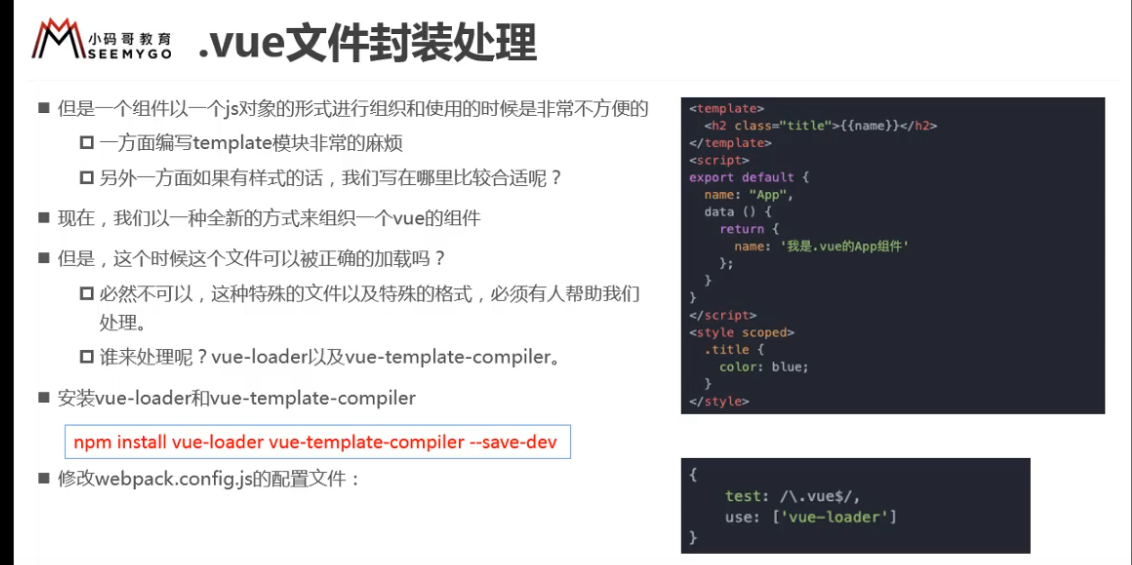 小码哥教育
SEEMYGO
.vue文件封装处理
但是一个组件以一个js对象的形式进行组织和使用的时候是非常不方便的
一方面编写template模块非常的麻烦
另外一方面如果有样式的话，我们写在哪里比较合适呢？
现在，我们以一种全新的方式来组织一个vue的组件
但是，这个时候这个文件可以被正确的加载吗？
必然不可以，这种特殊的文件以及特殊的格式，必须有人帮助我们
处理。
谁来处理呢？vue-loader以及vue-template-compiler。
安装vue-loader和vue-template-compiler
npm install vue-loader vue-template-compiler --save-dev
修改webpack.config.js的配置文件：
<template>
  <h2 class="title">{{name}}</h2>
</template>
<script>
export default {
  name: "App",
  data () {
    return {
      name: '我是.vue的App组件'
    };
  }
}
</script>
<style scoped>
  .title {
    color: blue;
  }
</style>
{
    test: /\.vue$/,
    use: ['vue-loader']
}